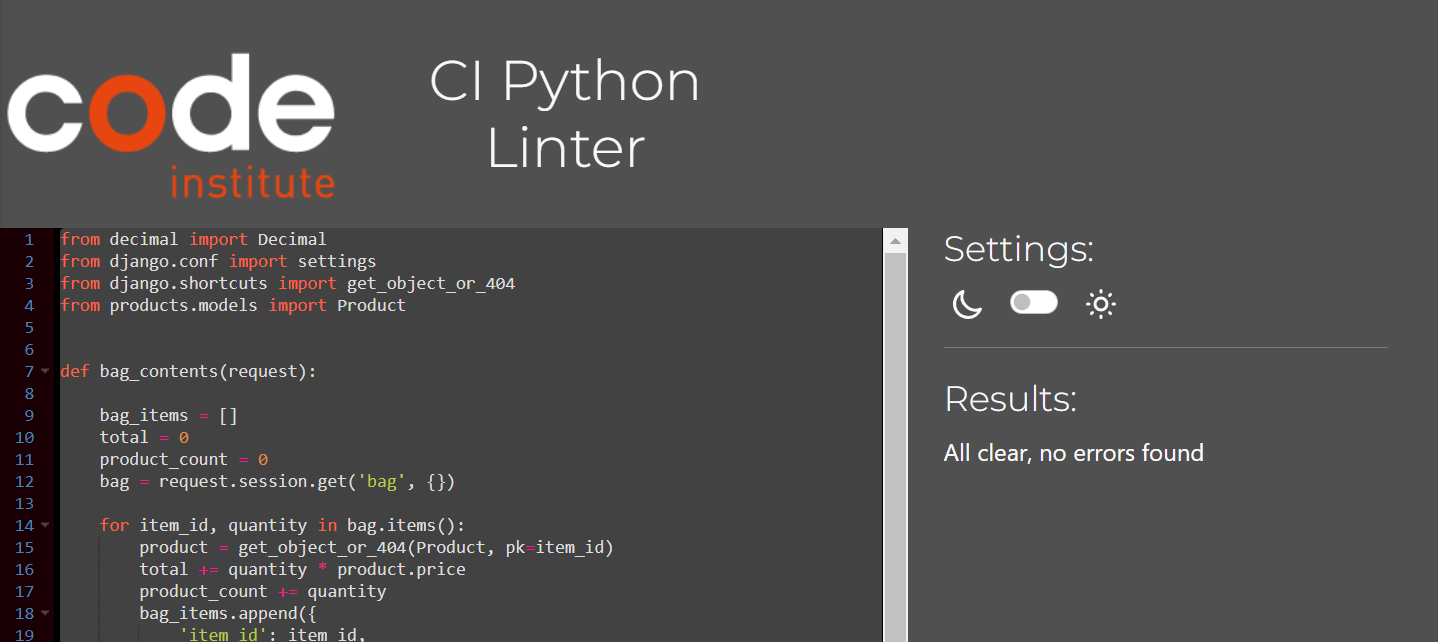 code
institute
CI Python
Linter
1 from decimal import Decimal
2 from django.conf import settings
3 from django.shortcuts import get_object_or_404
4 from products.models import Product
5
6
7 def bag_contents(request):
8
9 bag_items = []
10 total = 0
11 product_count = 0
12 bag = request.session.get('bag', {})
13
14 for item_id, quantity in bag.items():
15 product = get_object_or_404(Product, pk=item_id)
16 total += quantity * product.price
17 product_count += quantity
18 bag_items.append({
19 'item_id': item_id,
Settings:
Results:
All clear, no errors found